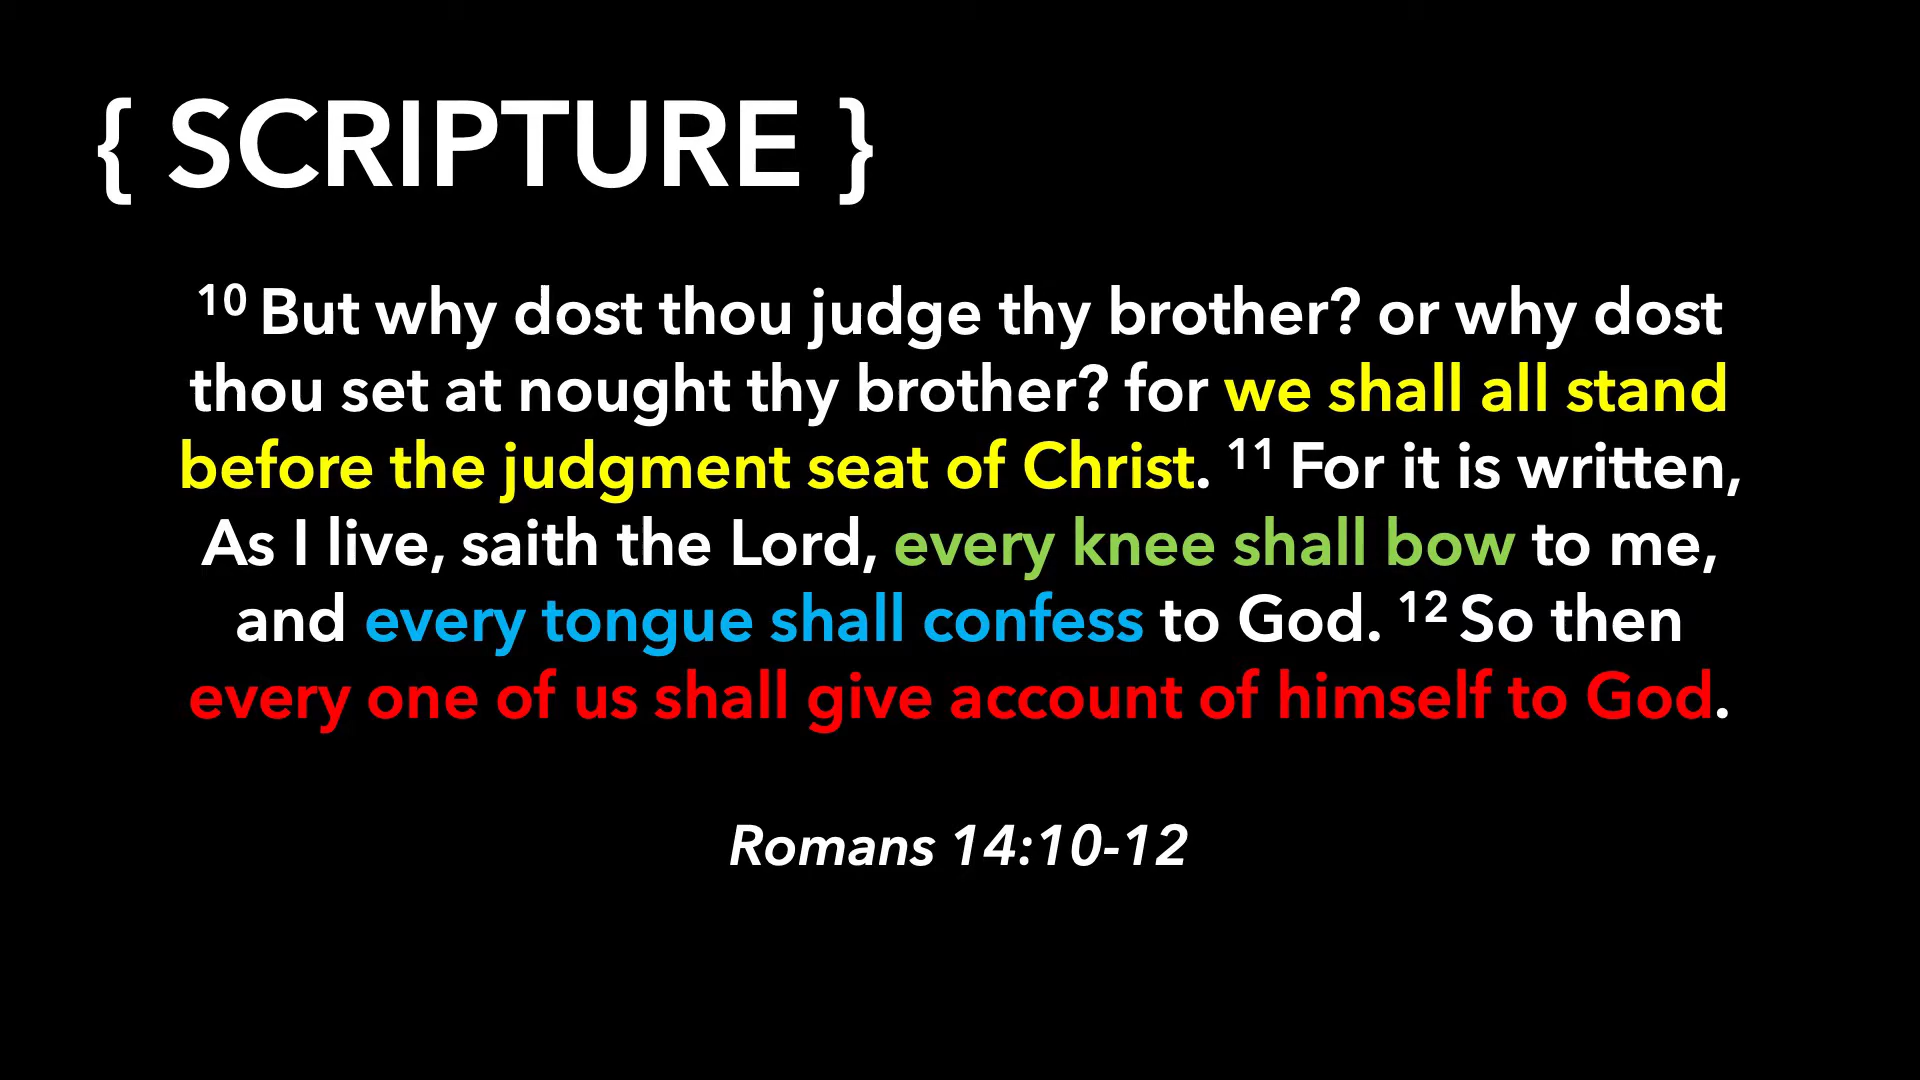 { SCRIPTURE }
10 But why dost thou judge thy brother? or why dost
thou set at nought thy brother? for we shall all stand
before the judgment seat of Christ. 11 For it is written,
As I live, saith the Lord, every knee shall bow to me,
and every tongue shall confess to God. 12 So then
every one of us shall give account of himself to God.
Romans 14:10-12